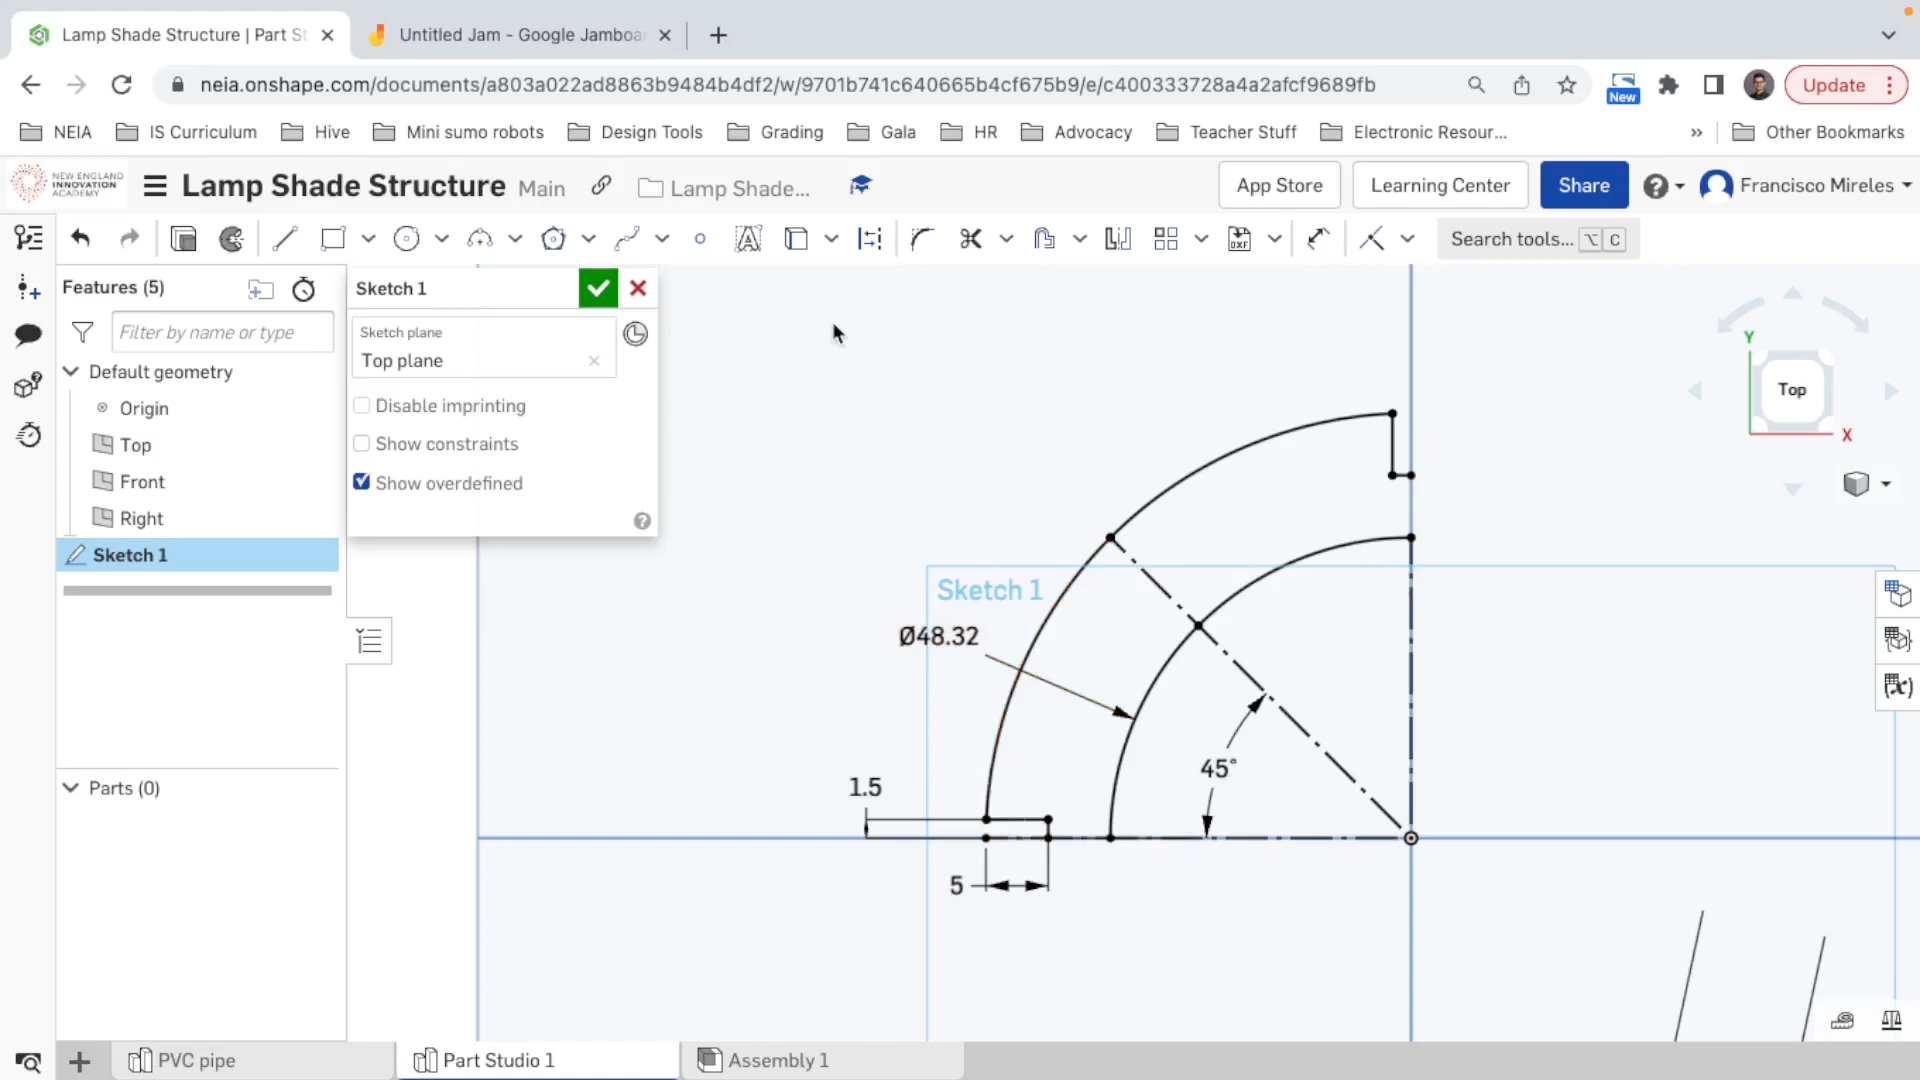 Lamp Shade Structure | Part St
Untitled Jam - Google Jamboa
neia.onshape.com/documents/a803a022ad8863b9484b4df2/w/9701b741c640665b4cf675b9/e/c400333728a4a2afcf9689fb
New
Update
NEIA
IS Curriculum
Hive
Mini sumo robots
Design Tools
Grading
Gala
HR
Advocacy
Teacher Stuff
Electronic Resour...
»
Other Bookmarks
NEW ENGLAND
INNOVATION
ACADEMY
Lamp Shade Structure
Main
Lamp Shade...
App Store
Learning Center
Share
Francisco Mireles
DXF
Search tools... ⌥ C
Features (5)
Filter by name or type
Default geometry
Origin
Top
Front
Right
Sketch 1
Parts (0)
Sketch 1
Sketch plane
Top plane
Disable imprinting
Show constraints
Show overdefined
Sketch 1
Ø48.32
45°
1.5
5
Y
Top
X
PVC pipe
Part Studio 1
Assembly 1